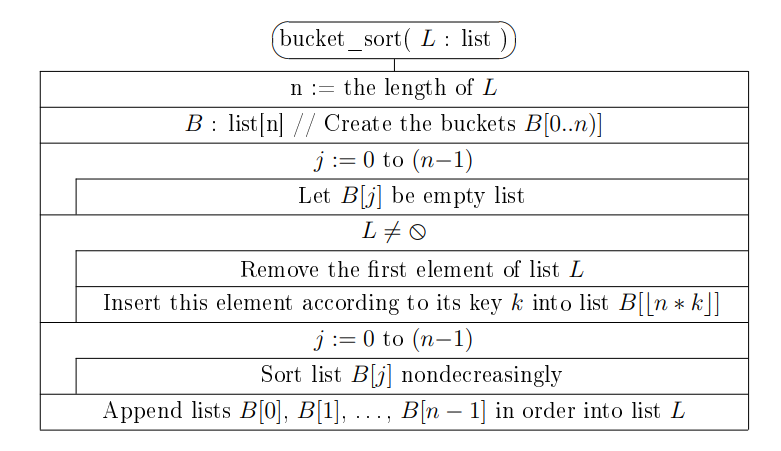 bucket_sort( L : list )
n := the length of L
B : list[n] // Create the buckets B[0..n)]
j := 0 to (n−1)
Let B[j] be empty list
L ≠ ⦸
Remove the first element of list L
Insert this element according to its key k into list B[⌊n ∗ k⌋]
j := 0 to (n−1)
Sort list B[j] nondecreasingly
Append lists B[0], B[1], ..., B[n − 1] in order into list L